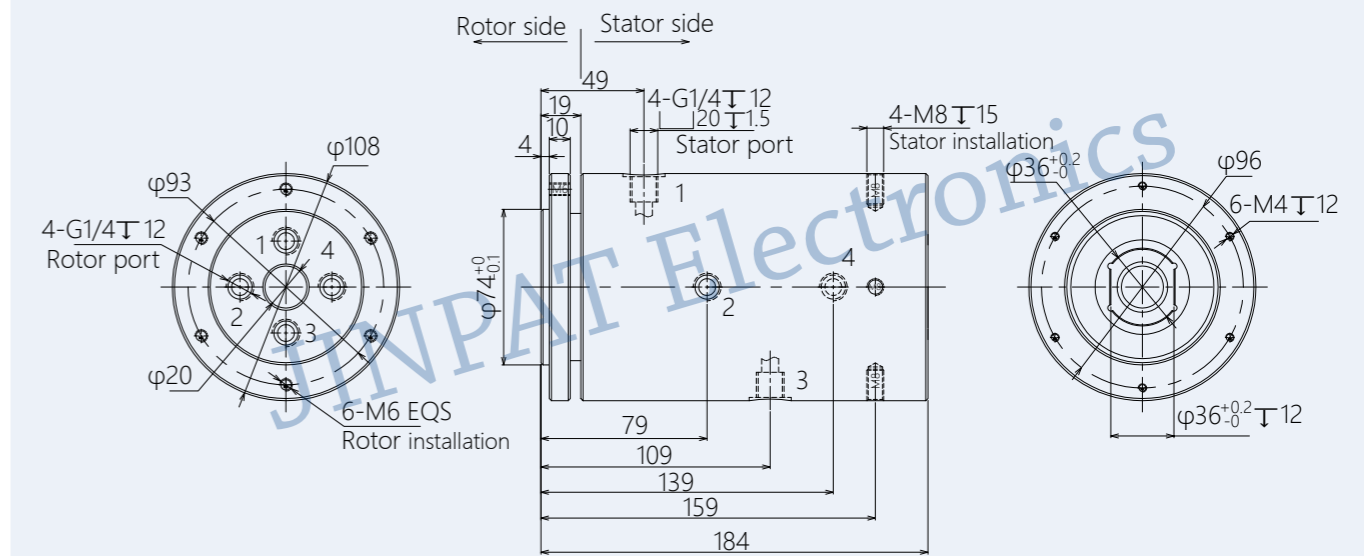 Rotor side
Stator side
49
4-G1/4↧12
19
20↧1.5
10
Stator port
4
4-M8↧15
Stator installation
φ108
φ93
4-G1/4↧12
Rotor port
1
4
2
3
φ20
6-M6 EQS
Rotor installation
φ74+0-0.1
1
M8
2
4
3
M8
79
109
139
159
184
φ36+0.2-0
φ96
6-M4↧12
φ36+0.2-0↧12
JINPAT Electronics